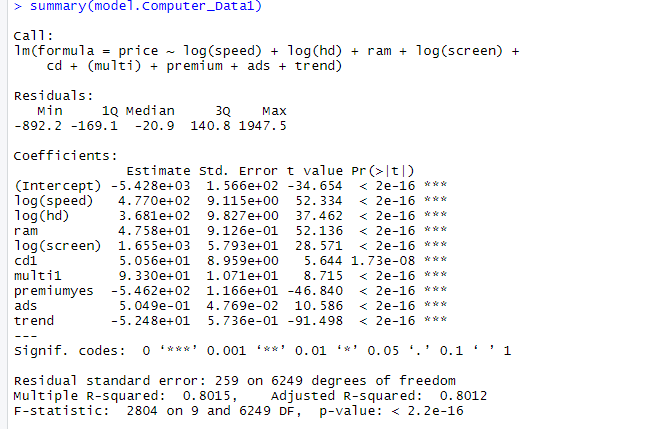 > summary(model.Computer_Data1)
Call:
lm(formula = price ~ log(speed) + log(hd) + ram + log(screen) +
    cd + (multi) + premium + ads + trend)
Residuals:
   Min     1Q Median     3Q    Max
-892.2 -169.1  -20.9  140.8 1947.5
Coefficients:
              Estimate Std. Error t value Pr(>|t|)
(Intercept) -5.428e+03  1.566e+02 -34.654  < 2e-16 ***
log(speed)   4.770e+02  9.115e+00  52.334  < 2e-16 ***
log(hd)      3.681e+02  9.827e+00  37.462  < 2e-16 ***
ram          4.758e+01  9.126e-01  52.136  < 2e-16 ***
log(screen)  1.655e+03  5.793e+01  28.571  < 2e-16 ***
cd1          5.056e+01  8.959e+00   5.644 1.73e-08 ***
multi1       9.330e+01  1.071e+01   8.715  < 2e-16 ***
premiumyes  -5.462e+02  1.166e+01 -46.840  < 2e-16 ***
ads          5.049e-01  4.769e-02  10.586  < 2e-16 ***
trend       -5.248e+01  5.736e-01 -91.498  < 2e-16 ***
---
Signif. codes:  0 ‘***’ 0.001 ‘**’ 0.01 ‘*’ 0.05 ‘.’ 0.1 ‘ ’ 1
Residual standard error: 259 on 6249 degrees of freedom
Multiple R-squared:  0.8015,    Adjusted R-squared:  0.8012
F-statistic:  2804 on 9 and 6249 DF,  p-value: < 2.2e-16